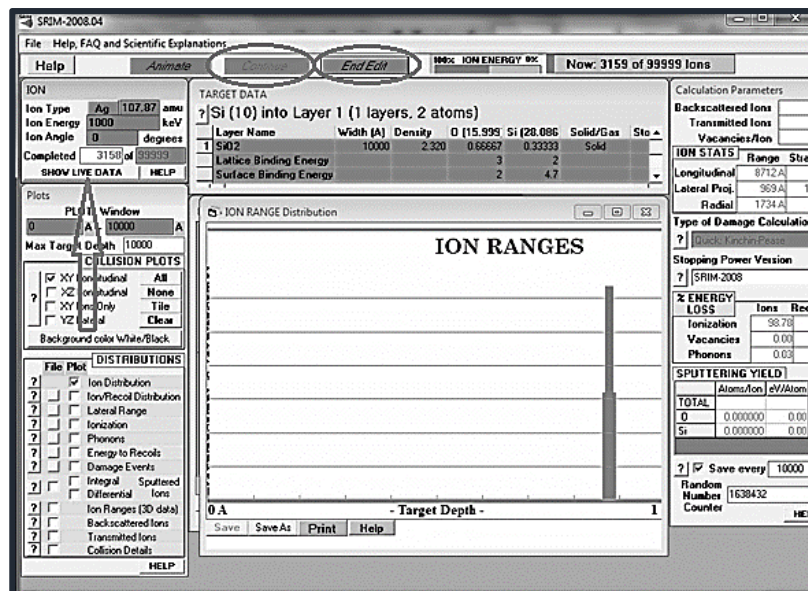 SRIM-2008.04
File Help, FAQ and Scientific Explanations
Help Animate Continue End Edit 100% ION ENERGY 0% Now: 3159 of 99999 Ions
ION
Ion Type Ag 107.87 amu
Ion Energy 1000 keV
Ion Angle 0 degrees
Completed 3158 of 99999
SHOW LIVE DATA HELP
Plots
PLOT Window
0 A - 10000 A
Max Target Depth 10000
COLLISION PLOTS
XY Longitudinal All
XZ Longitudinal None
XY Ions Only Tile
YZ Lateral Clear
Background color White/Black
DISTRIBUTIONS
File Plot
? Ion Distribution
? Ion/Recoil Distribution
? Lateral Range
? Ionization
? Phonons
? Energy to Recoils
? Damage Events
? Integral Sputtered
Differential Ions
? Ion Ranges (3D data)
? Backscattered Ions
? Transmitted Ions
? Collision Details
HELP
TARGET DATA
? Si (10) into Layer 1 (1 layers, 2 atoms)
Layer Name Width (A) Density O (15.999) Si (28.086 Solid/Gas Sto
1 SiO2 10000 2.320 0.66667 0.33333 Solid
Lattice Binding Energy 3 2
Surface Binding Energy 2 4.7
ION RANGE Distribution
ION RANGES
0 A - Target Depth - 1
Save Save As Print Help
Calculation Parameters
Backscattered Ions
Transmitted Ions
Vacancies/Ion
ION STATS Range Stra
Longitudinal 8712 A
Lateral Proj. 969 A
Radial 1734 A
Type of Damage Calculatio
? Quick: Kinchin-Pease
Stopping Power Version
? SRIM-2008
% ENERGY LOSS Ions Rec
Ionization 98.78
Vacancies 0.00
Phonons 0.03
SPUTTERING YIELD
Atoms/Ion eV/Atom
TOTAL
O 0.000000 0.00
Si 0.000000 0.00
? Save every 10000
Random
Number 1638432
Counter HE